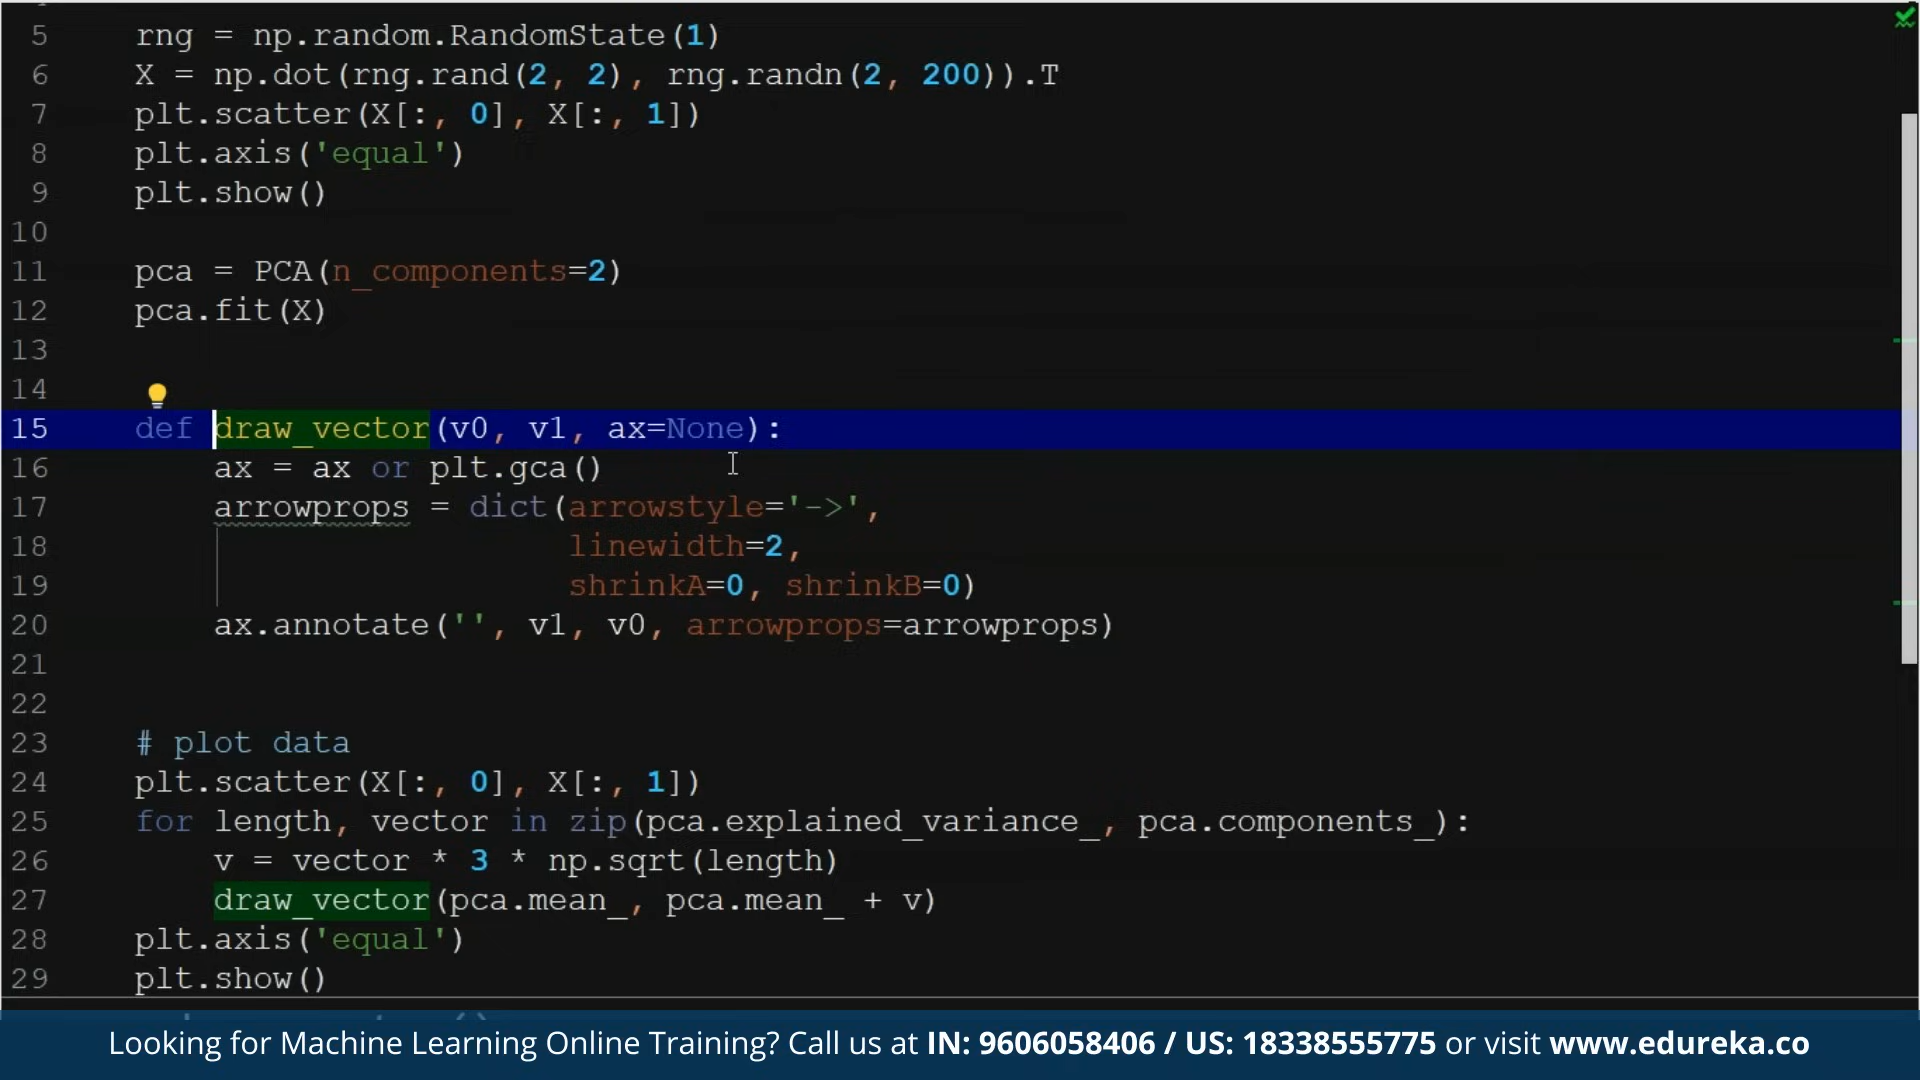 5 rng = np.random.RandomState(1)
6 X = np.dot(rng.rand(2, 2), rng.randn(2, 200)).T
7 plt.scatter(X[:, 0], X[:, 1])
8 plt.axis('equal')
9 plt.show()
10
11 pca = PCA(n_components=2)
12 pca.fit(X)
13
14
15 def draw_vector(v0, v1, ax=None):
16     ax = ax or plt.gca()
17     arrowprops = dict(arrowstyle='->',
18                       linewidth=2,
19                       shrinkA=0, shrinkB=0)
20     ax.annotate('', v1, v0, arrowprops=arrowprops)
21
22
23 # plot data
24 plt.scatter(X[:, 0], X[:, 1])
25 for length, vector in zip(pca.explained_variance_, pca.components_):
26     v = vector * 3 * np.sqrt(length)
27     draw_vector(pca.mean_, pca.mean_ + v)
28 plt.axis('equal')
29 plt.show()
Looking for Machine Learning Online Training? Call us at IN: 9606058406 / US: 18338555775 or visit www.edureka.co